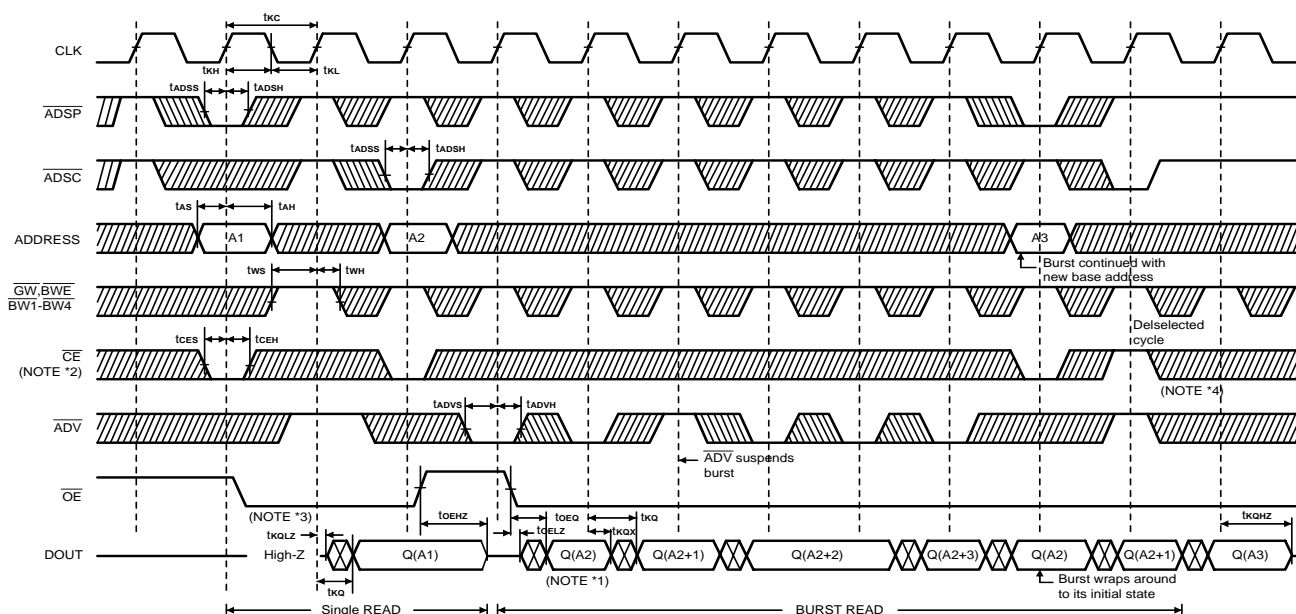 tKC
CLK
tKH tKL
tADSS tADSH
ADSP
tADSS tADSH
ADSC
tAS tAH
ADDRESS A1 A2 A3
Burst continued with
new base address
tWS tWH
GW,BWE
BW1-BW4
Delselected
cycle
tCES tCEH
CE
(NOTE *2)
(NOTE *4)
tADVS tADVH
ADV
ADV suspends
burst
OE
(NOTE *3)
tOEHZ tOEQ tKQ
tKQLZ tOELZ tKQX tKQHZ
DOUT High-Z Q(A1) Q(A2) Q(A2+1) Q(A2+2) Q(A2+3) Q(A2) Q(A2+1) Q(A3)
(NOTE *1)
tKQ
Burst wraps around
to its initial state
Single READ BURST READ